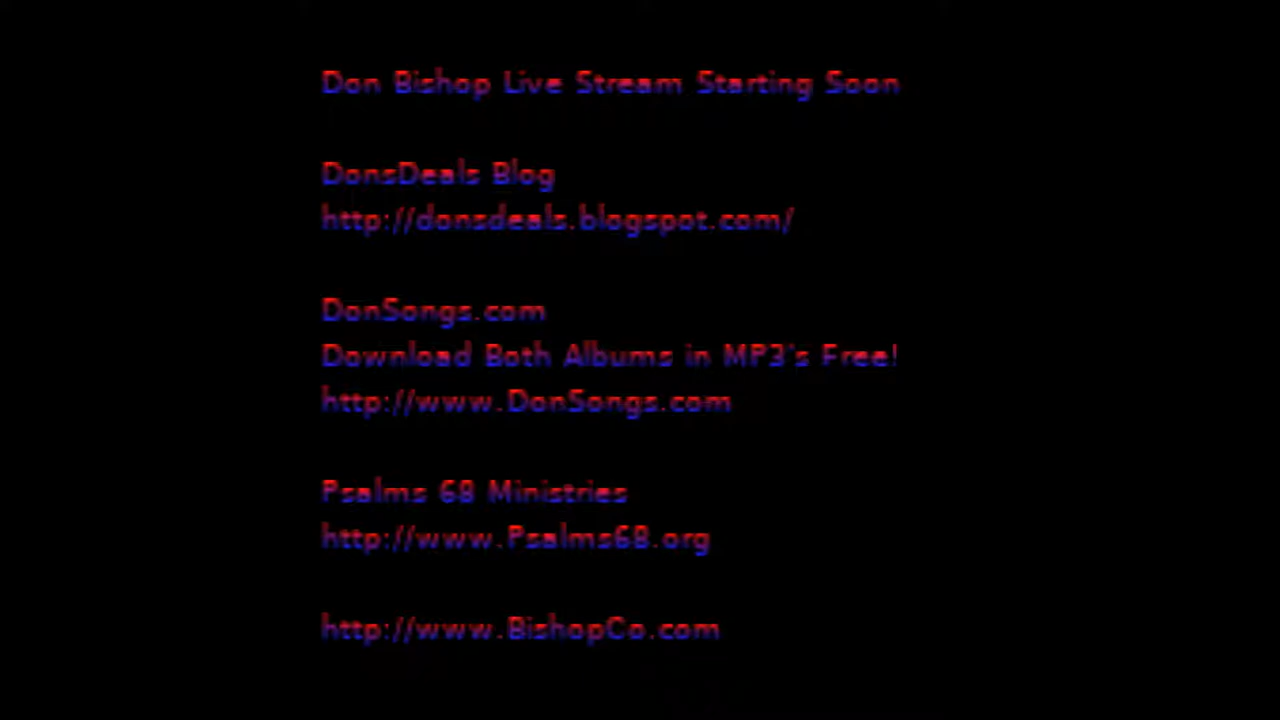 Don Bishop Live Stream Starting Soon
DonsDeals Blog
http://donsdeals.blogspot.com/
DonSongs.com
Download Both Albums in MP3's Free!
http://www.DonSongs.com
Psalms 68 Ministries
http://www.Psalms68.org
http://www.BishopCo.com